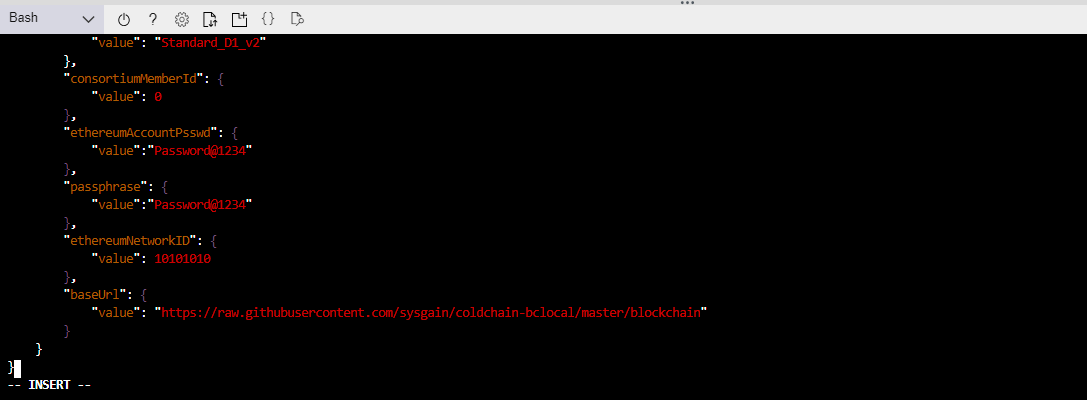 Bash
"value": "Standard_D1_v2"
},
"consortiumMemberId": {
"value": 0
},
"ethereumAccountPsswd": {
"value":"Password@1234"
},
"passphrase": {
"value":"Password@1234"
},
"ethereumNetworkID": {
"value": 10101010
},
"baseUrl": {
"value": "https://raw.githubusercontent.com/sysgain/coldchain-bclocal/master/blockchain"
}
}
}
-- INSERT --